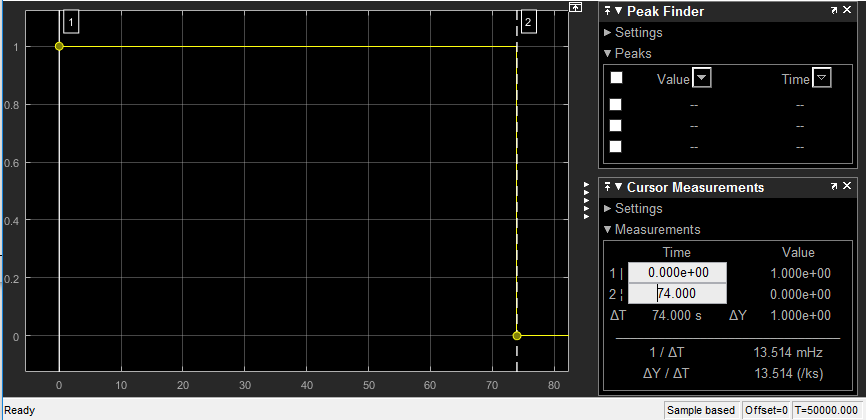 1
2
1
0.8
0.6
0.4
0.2
0
0 10 20 30 40 50 60 70 80
Peak Finder
Settings
Peaks
Value Time
-- --
-- --
-- --
Cursor Measurements
Settings
Measurements
Time Value
1 | 0.000e+00 1.000e+00
2 ¦ 74.000 0.000e+00
ΔT 74.000 s ΔY 1.000e+00
1 / ΔT 13.514 mHz
ΔY / ΔT 13.514 (/ks)
Ready Sample based Offset=0 T=50000.000